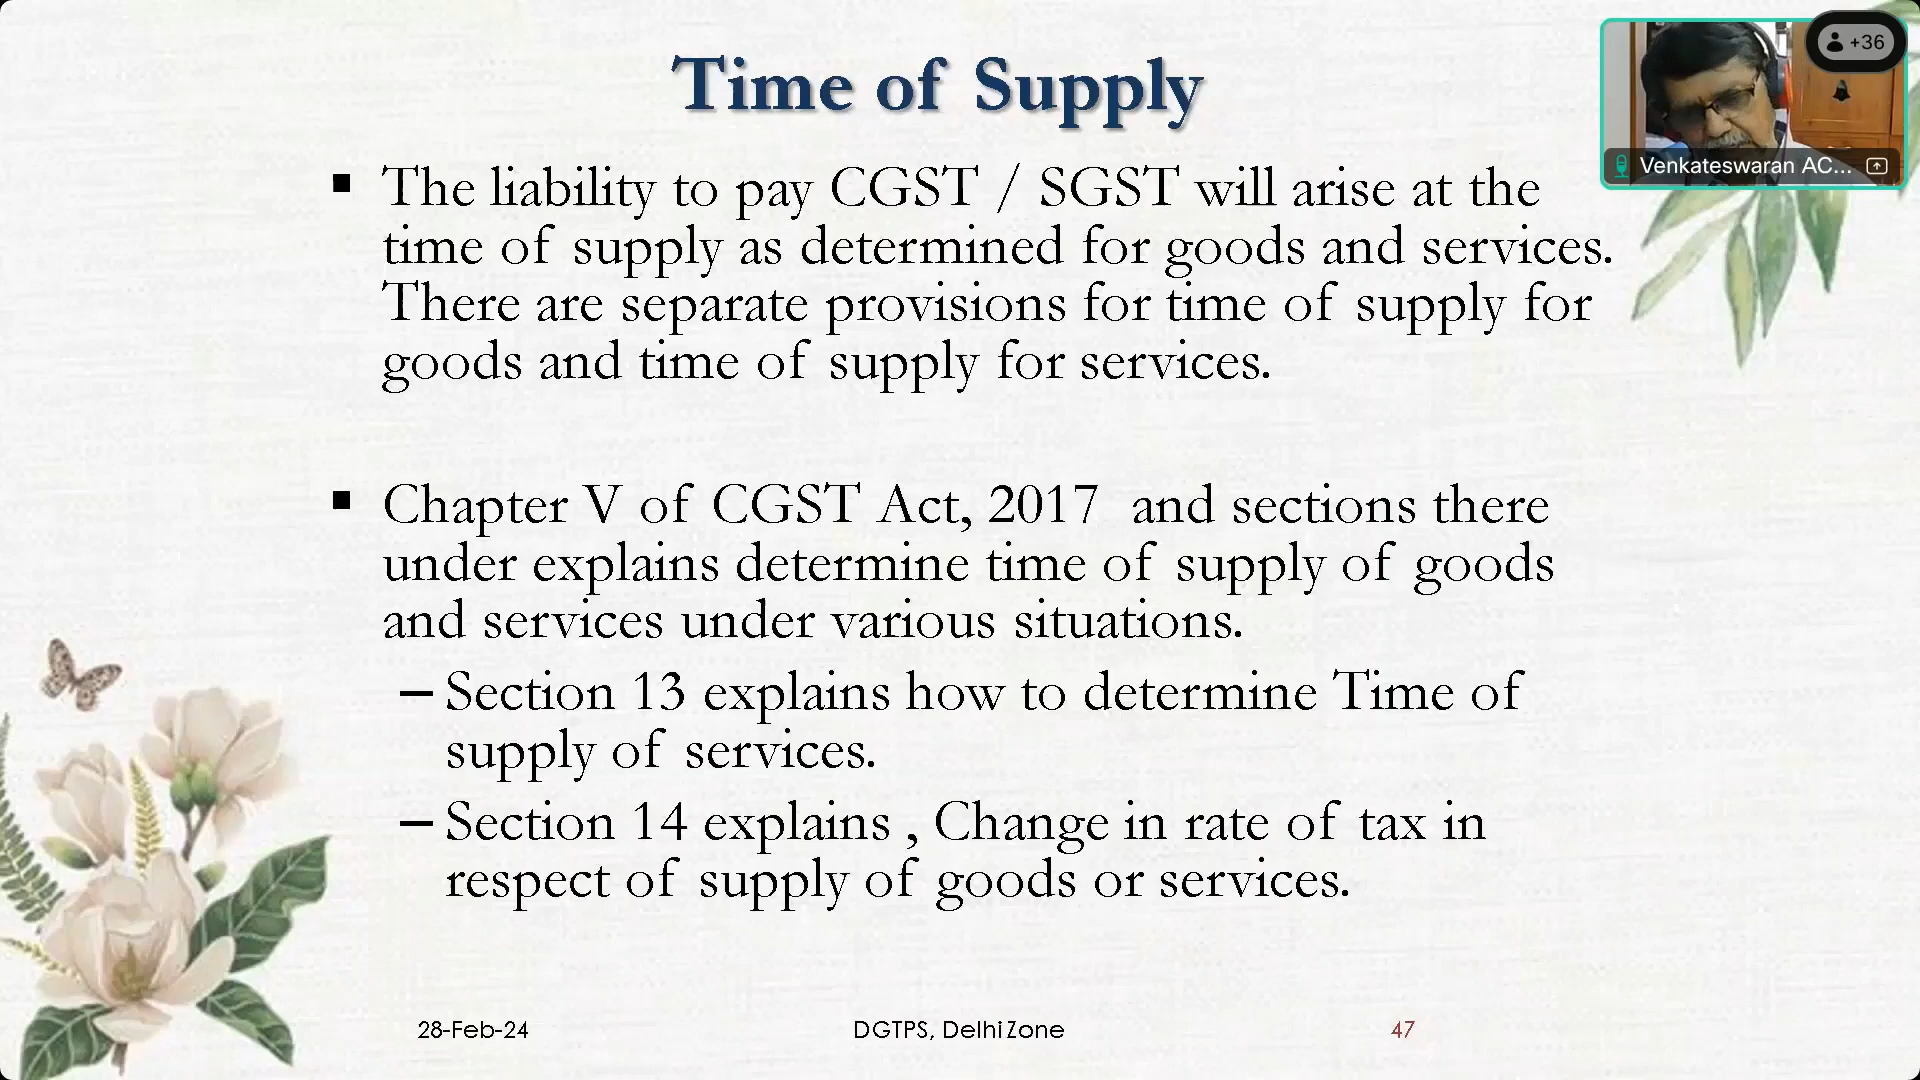 Time of Supply
+36
Venkateswaran AC...
▪ The liability to pay CGST / SGST will arise at the
time of supply as determined for goods and services.
There are separate provisions for time of supply for
goods and time of supply for services.
▪ Chapter V of CGST Act, 2017 and sections there
under explains determine time of supply of goods
and services under various situations.
– Section 13 explains how to determine Time of
supply of services.
– Section 14 explains , Change in rate of tax in
respect of supply of goods or services.
28-Feb-24
DGTPS, Delhi Zone
47